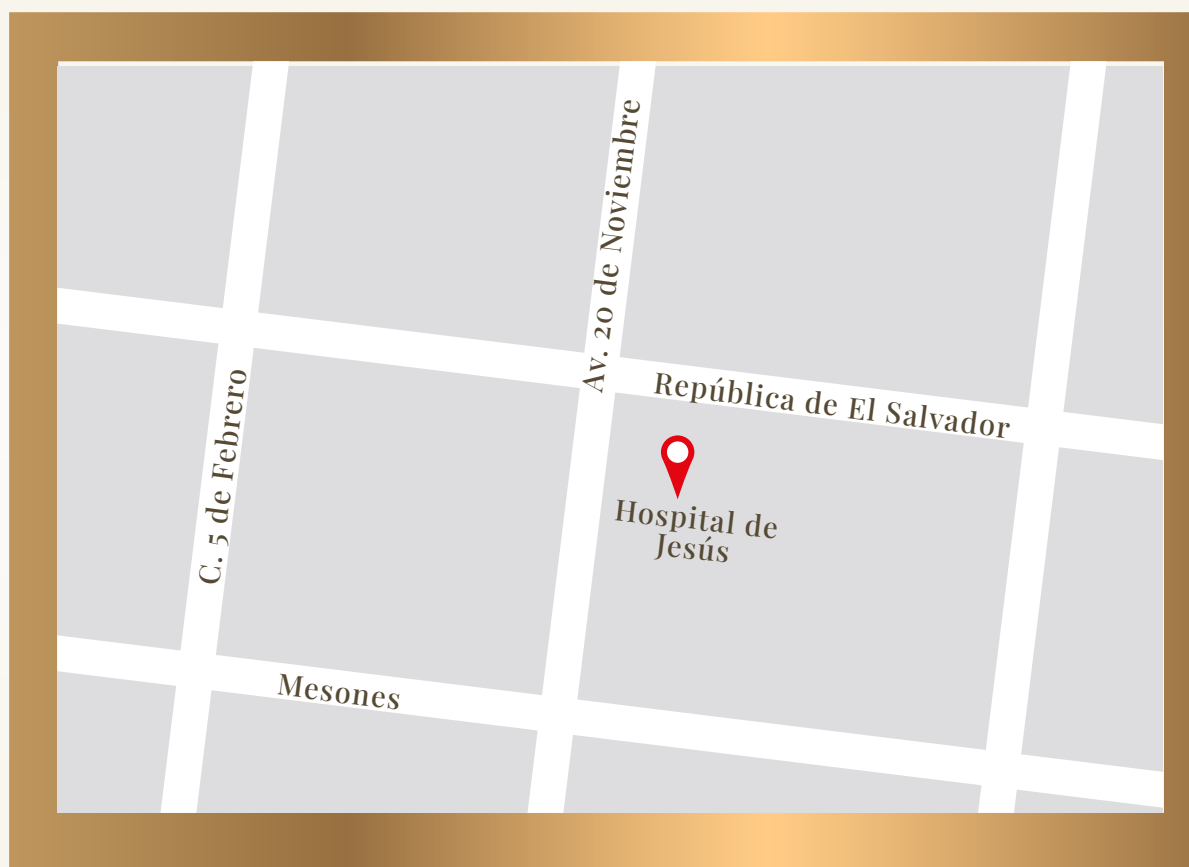 Av. 20 de Noviembre
República de El Salvador
C. 5 de Febrero
Hospital de
Jesús
Mesones